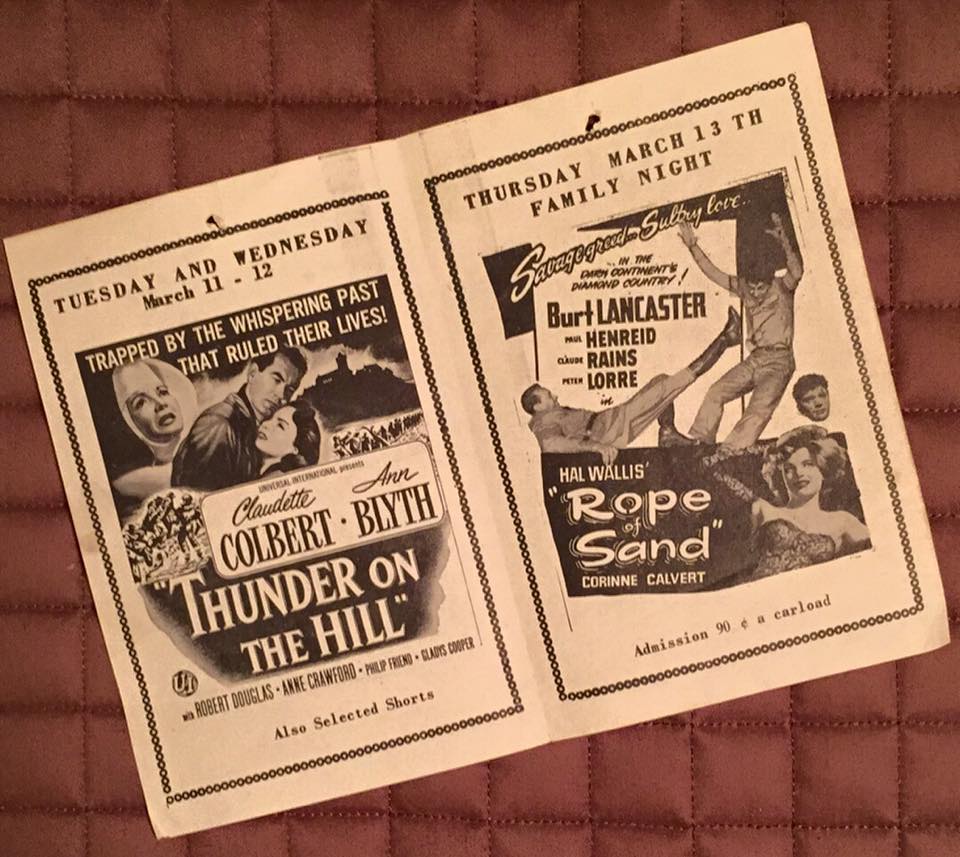 TUESDAY AND WEDNESDAY
March 11 - 12
TRAPPED BY THE WHISPERING PAST
THAT RULED THEIR LIVES!
UNIVERSAL-INTERNATIONAL presents
Claudette Ann
COLBERT · BLYTH
"THUNDER ON
THE HILL"
UI
with ROBERT DOUGLAS · ANNE CRAWFORD · PHILIP FRIEND · GLADYS COOPER
Also Selected Shorts
THURSDAY MARCH 13 TH
FAMILY NIGHT
Savage greed... Sultry love...
...IN THE
DARK CONTINENT'S
DIAMOND COUNTRY!
Burt LANCASTER
PAUL HENREID
CLAUDE RAINS
PETER LORRE
in
HAL WALLIS'
"Rope
of
Sand"
CORINNE CALVERT
Admission 90 ¢ a carload